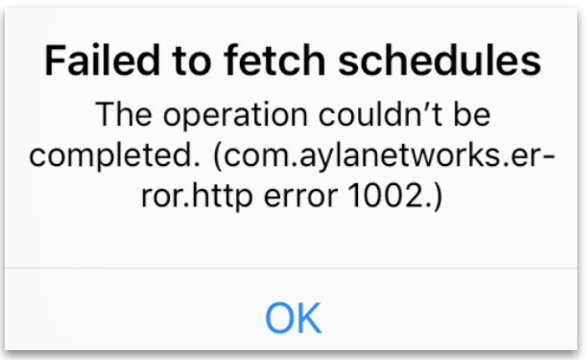 Failed to fetch schedules
The operation couldn’t be
completed. (com.aylanetworks.er-
ror.http error 1002.)
OK